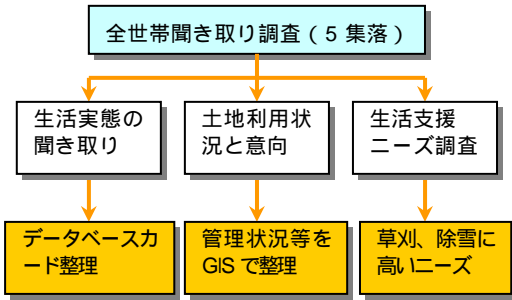 全世帯聞き取り調査(5 集落)
生活実態の
聞き取り
土地利用状
況と意向
生活支援
ニーズ調査
データベースカ
ード整理
管理状況等を
GIS で整理
草刈、除雪に
高いニーズ